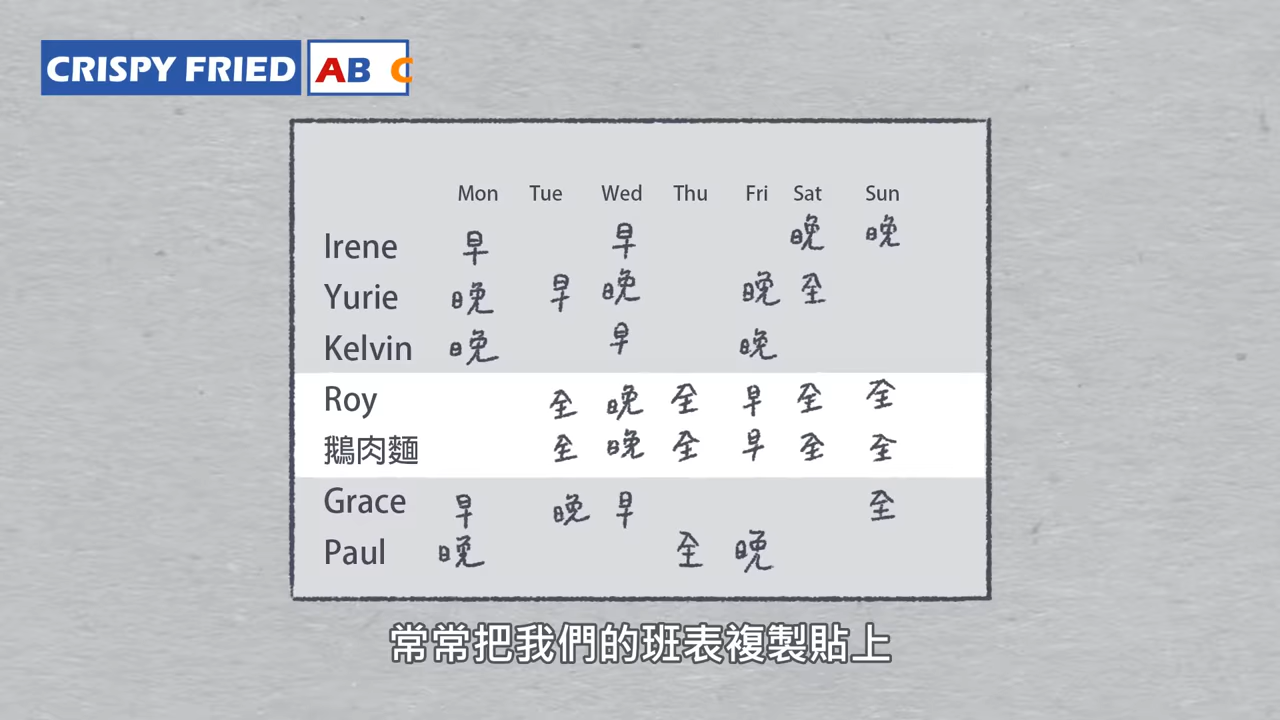 CRISPY FRIED AB C
Mon Tue Wed Thu Fri Sat Sun
Irene 早 早 晚 晚
Yurie 晚 早 晚 晚 全
Kelvin 晚 早 晚
Roy 全 晚 全 早 全 全
鵝肉麵 全 晚 全 早 全 全
Grace 早 晚 早 全
Paul 晚 全 晚
常常把我們的班表複製貼上